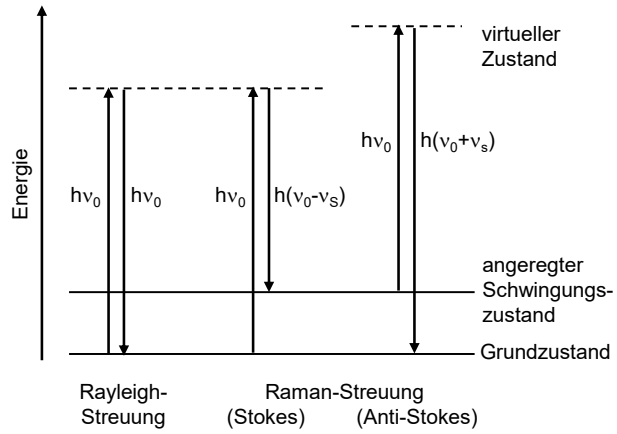 Energie
virtueller
Zustand
hν₀
h(ν₀+νₛ)
hν₀
hν₀
hν₀
h(ν₀-ν_S)
angeregter
Schwingungs-
zustand
Grundzustand
Rayleigh-
Streuung
Raman-Streuung
(Stokes)
(Anti-Stokes)